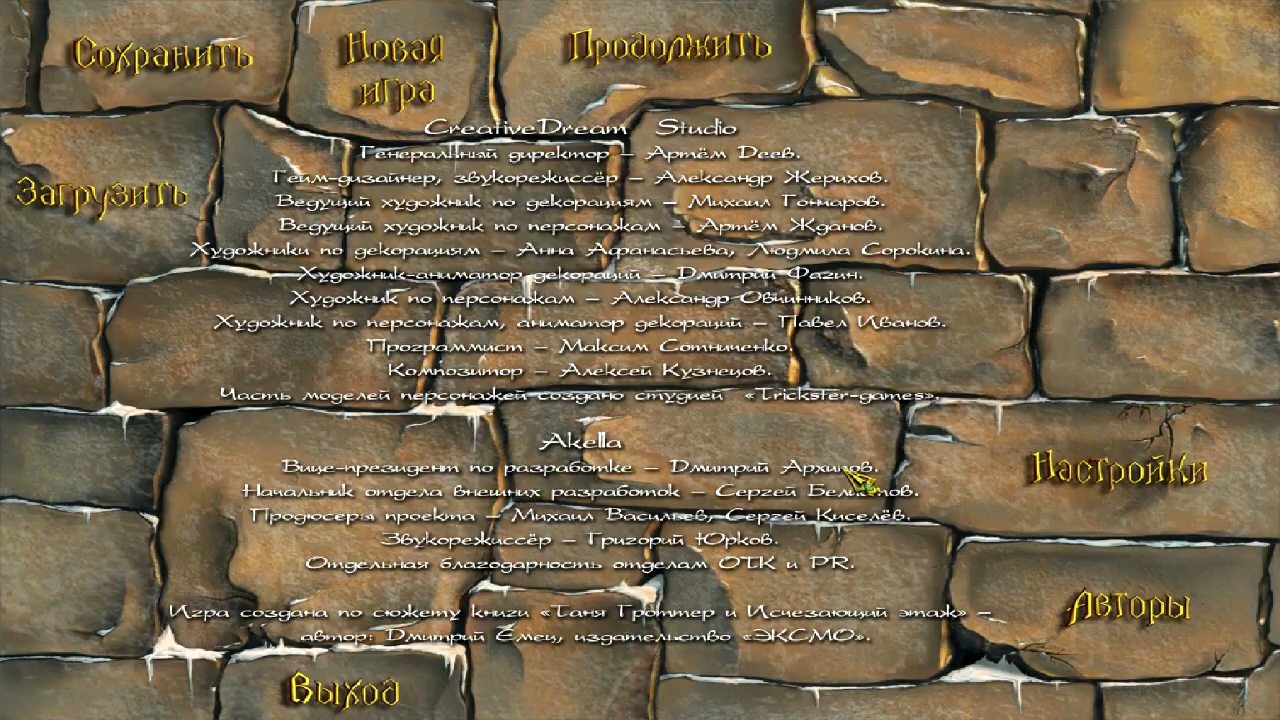 Сохранить
Новая
игра
Продолжить
Загрузить
CreativeDream Studio
Генеральный директор – Артём Деев.
Гейм-дизайнер, звукорежиссёр – Александр Жерихов.
Ведущий художник по декорациям – Михаил Гончаров.
Ведущий художник по персонажам – Артём Жданов.
Художники по декорациям – Анна Афанасьева, Людмила Сорокина.
Художник-аниматор декораций – Дмитрий Фагин.
Художник по персонажам – Александр Овчинников.
Художник по персонажам, аниматор декораций – Павел Иванов.
Программист – Максим Сотниченко.
Композитор – Алексей Кузнецов.
Часть моделей персонажей создано студией «Trickster-games».
Akella
Вице-президент по разработке – Дмитрий Архипов.
Начальник отдела внешних разработок – Сергей
Продюсеры проекта – Михаил Васильев, Сергей Киселёв.
Звукорежиссёр – Григорий Юрков.
Отдельная благодарность отделам ОТК и PR.
Игра создана по сюжету книги «Таня Гроттер и Исчезающий этаж» –
автор: Дмитрий Емец, издательство «ЭКСМО».
Настройки
Авторы
Выход